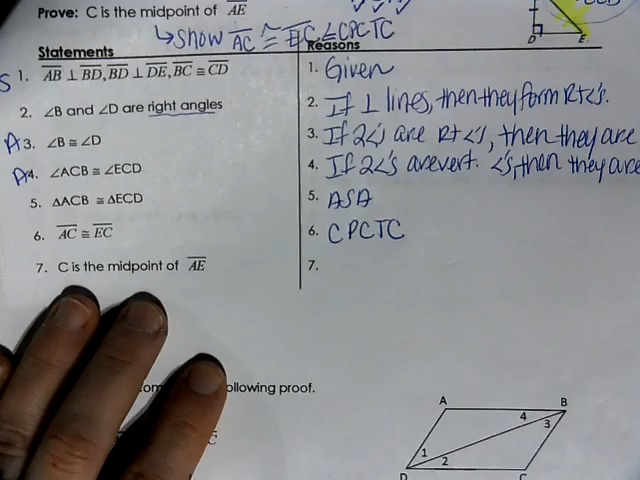 Prove: C is the midpoint of AE
↳ Show AC ≅ EC ∠ CPCTC
Statements
Reasons
S 1. AB ⊥ BD, BD ⊥ DE, BC ≅ CD
1. Given
2. ∠B and ∠D are right angles
2. If ⊥ lines, then they form Rt ∠'s.
A 3. ∠B ≅ ∠D
3. If 2∠'s are Rt ∠'s, then they are
A 4. ∠ACB ≅ ∠ECD
4. If 2∠'s are vert. ∠'s, then they are
5. ΔACB ≅ ΔECD
5. ASA
6. AC ≅ EC
6. CPCTC
7. C is the midpoint of AE
7.
ollowing proof.
A B
4
3
1
2
D C
D E